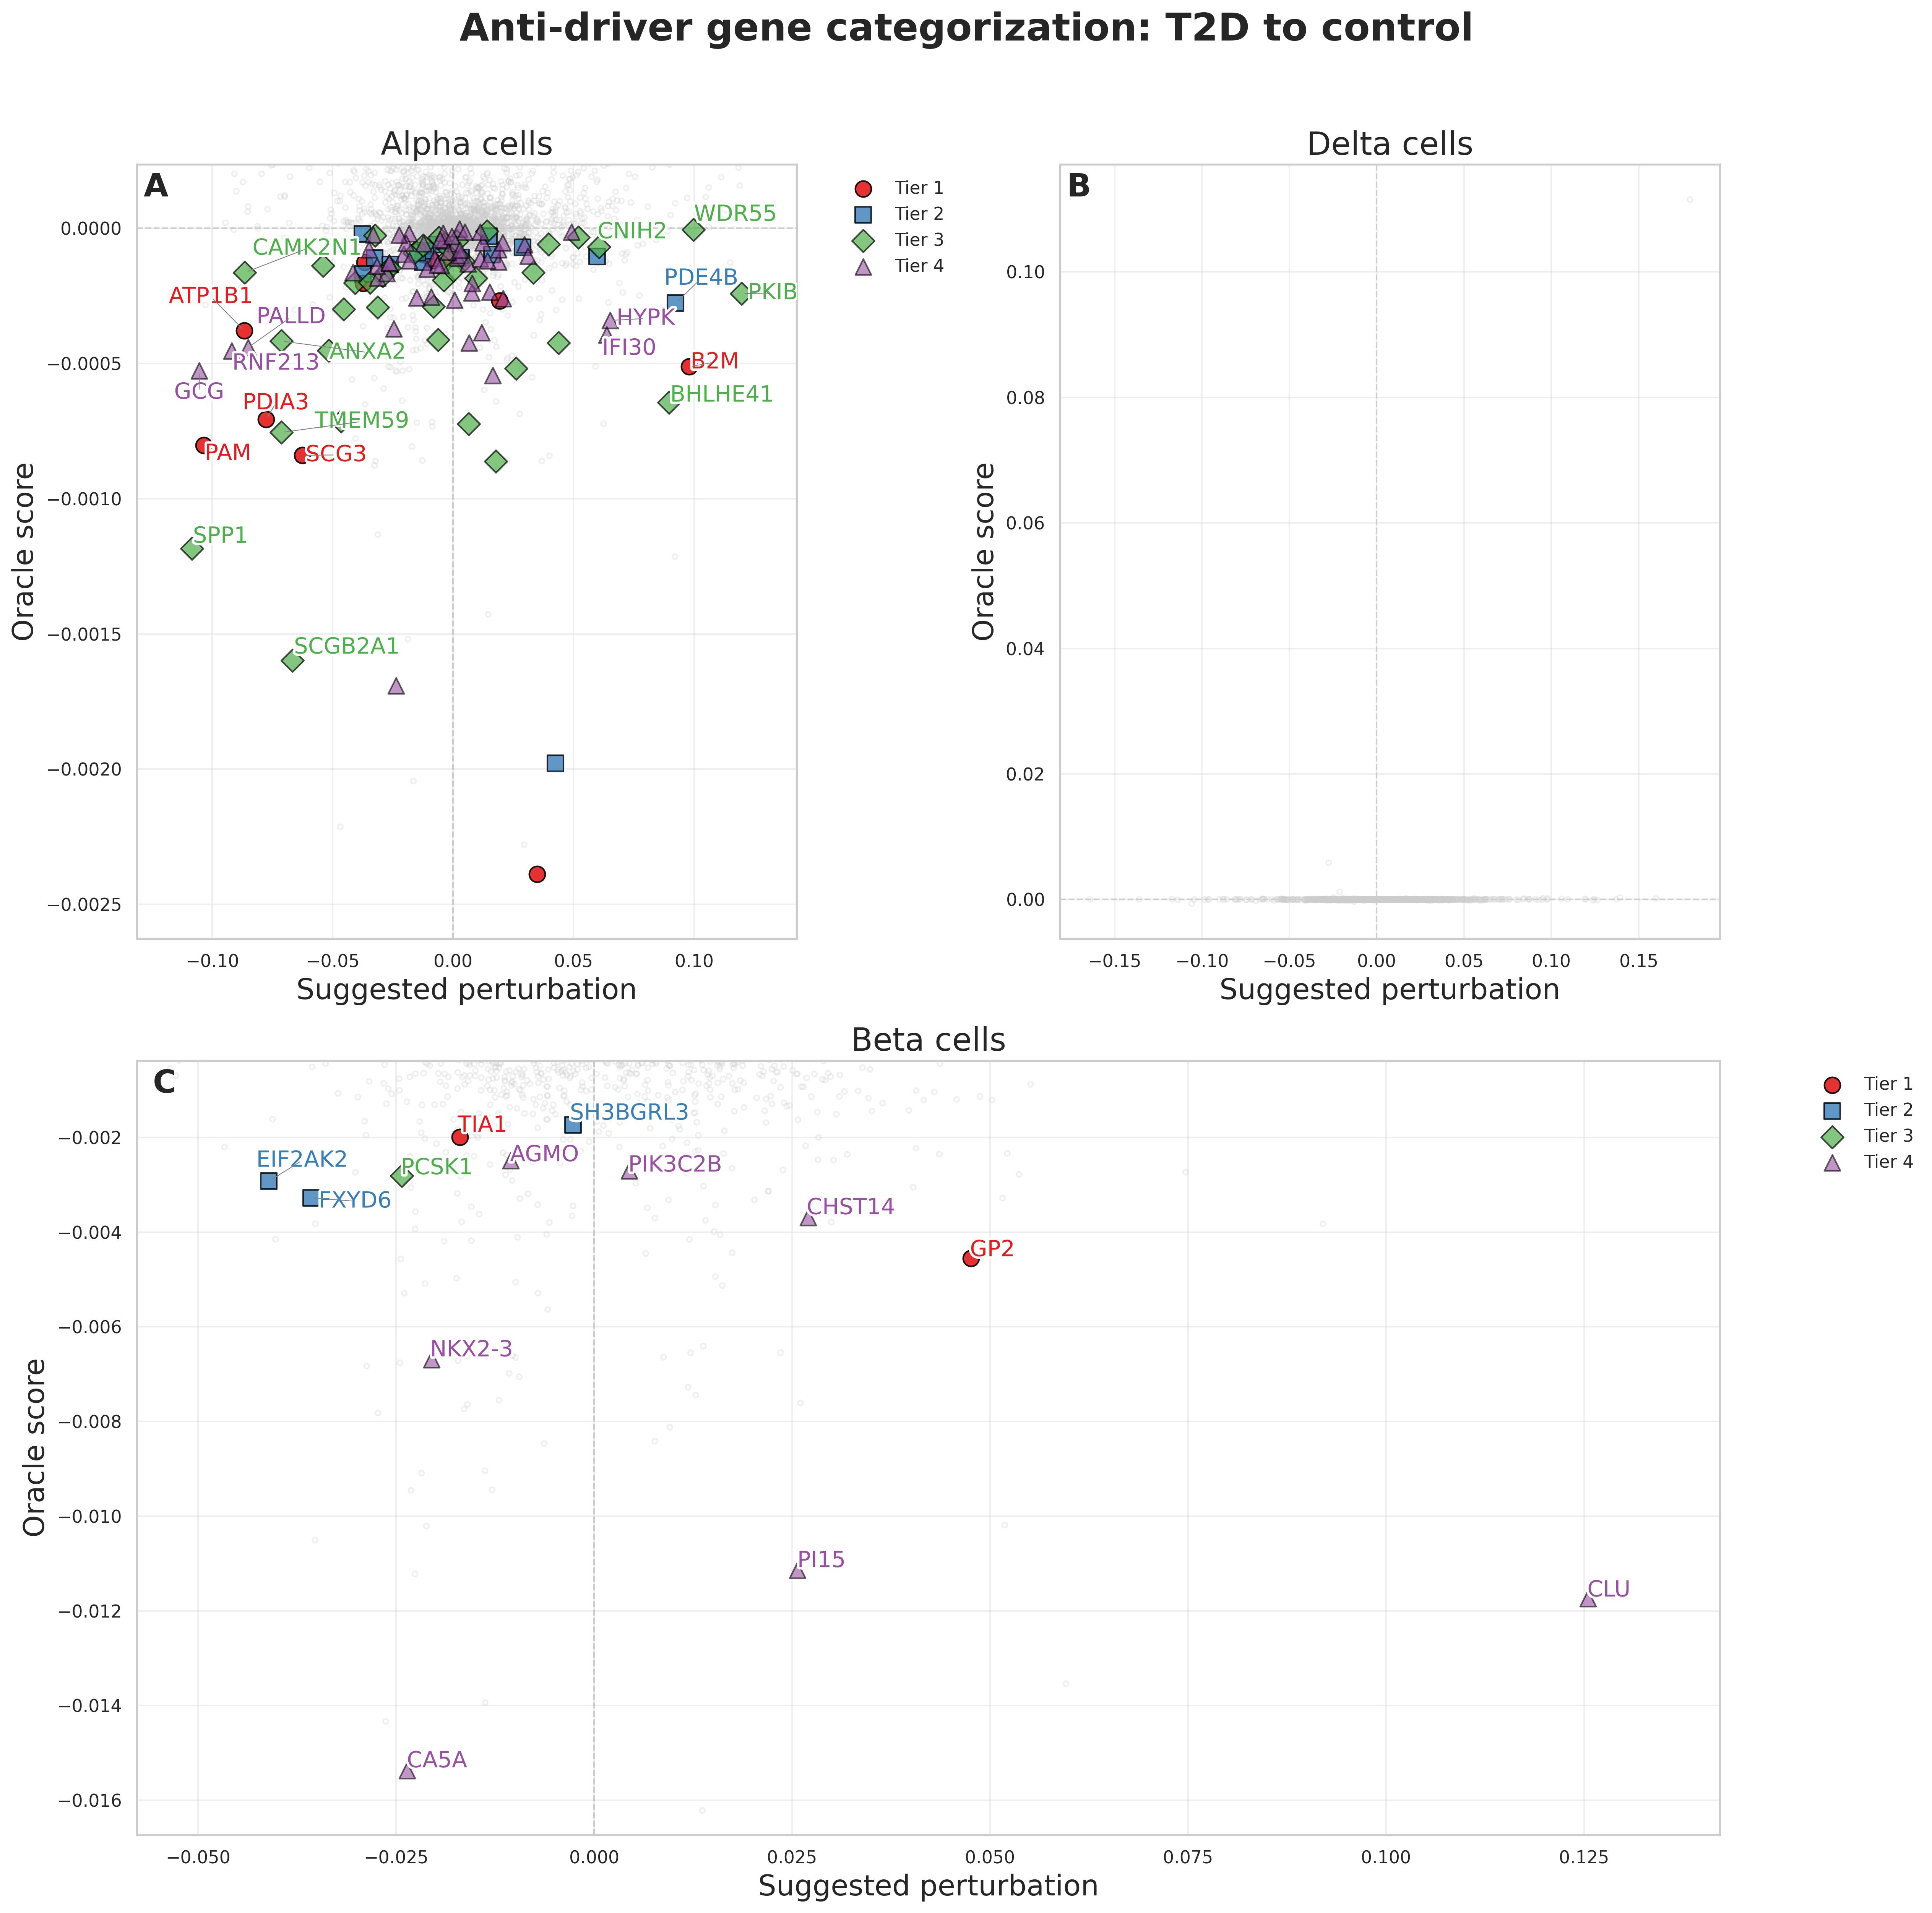 Anti-driver gene categorization: T2D to control
Alpha cells
A
Oracle score
0.0000
−0.0005
−0.0010
−0.0015
−0.0020
−0.0025
WDR55
CNIH2
CAMK2N1
PDE4B
PKIB
ATP1B1
PALLD
HYPK
IFI30
ANXA2
RNF213
B2M
GCG
BHLHE41
PDIA3
TMEM59
PAM
SCG3
SPP1
SCGB2A1
−0.10
−0.05
0.00
0.05
0.10
Suggested perturbation
Tier 1
Tier 2
Tier 3
Tier 4
Delta cells
B
Oracle score
0.10
0.08
0.06
0.04
0.02
0.00
−0.15
−0.10
−0.05
0.00
0.05
0.10
0.15
Suggested perturbation
Beta cells
C
Oracle score
−0.002
−0.004
−0.006
−0.008
−0.010
−0.012
−0.014
−0.016
SH3BGRL3
TIA1
EIF2AK2
AGMO
PCSK1
PIK3C2B
FXYD6
CHST14
GP2
NKX2-3
PI15
CLU
CA5A
−0.050
−0.025
0.000
0.025
0.050
0.075
0.100
0.125
Suggested perturbation
Tier 1
Tier 2
Tier 3
Tier 4